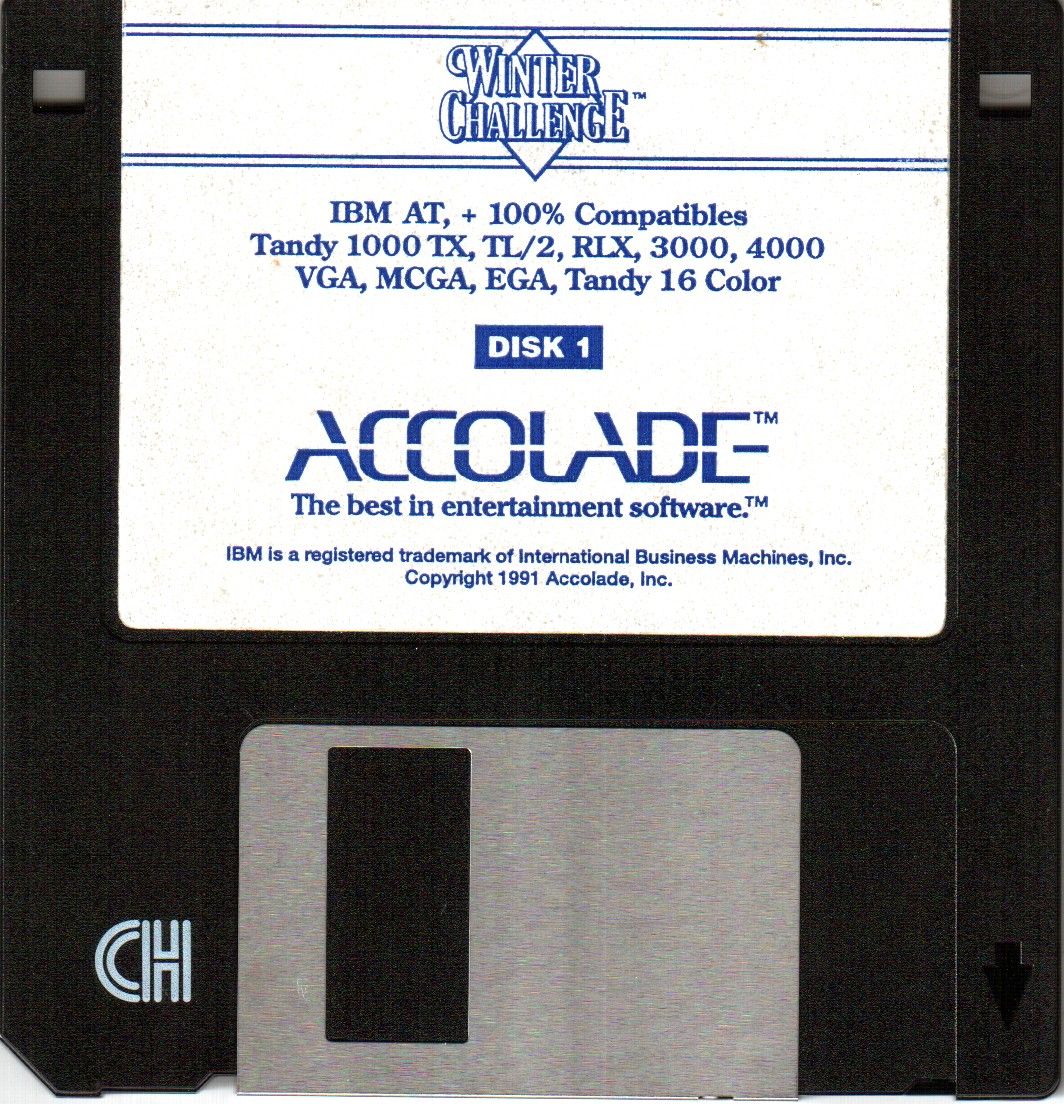 WINTER
CHALLENGE™
IBM AT, + 100% Compatibles
Tandy 1000 TX, TL/2, RLX, 3000, 4000
VGA, MCGA, EGA, Tandy 16 Color
DISK 1
ACCOLADE™
The best in entertainment software.™
IBM is a registered trademark of International Business Machines, Inc.
Copyright 1991 Accolade, Inc.
CH